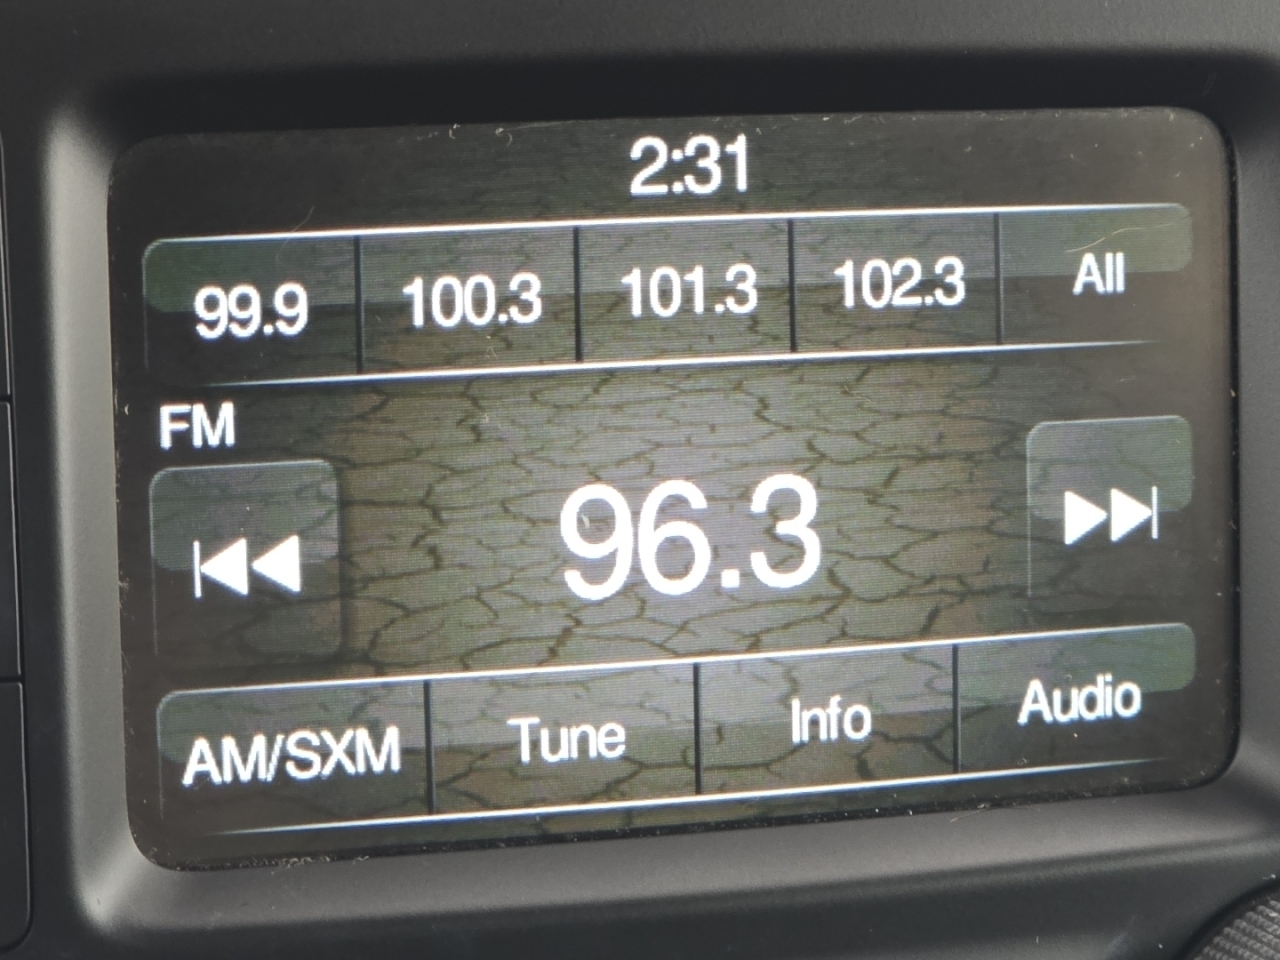 2:31
99.9 100.3 101.3 102.3 All
FM
96.3
AM/SXM Tune Info Audio